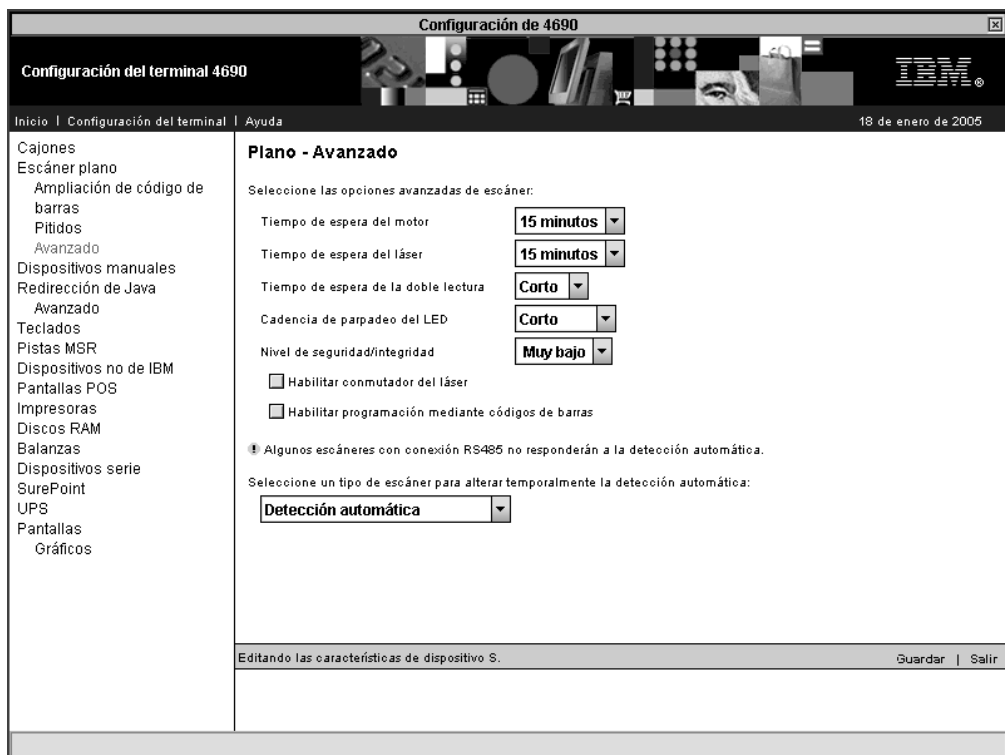 Configuración de 4690
Configuración del terminal 4690
IBM®
Inicio | Configuración del terminal | Ayuda
18 de enero de 2005
Cajones
Escáner plano
Ampliación de código de
barras
Pitidos
Avanzado
Dispositivos manuales
Redirección de Java
Avanzado
Teclados
Pistas MSR
Dispositivos no de IBM
Pantallas POS
Impresoras
Discos RAM
Balanzas
Dispositivos serie
SurePoint
UPS
Pantallas
Gráficos
Plano - Avanzado
Seleccione las opciones avanzadas de escáner:
Tiempo de espera del motor 15 minutos
Tiempo de espera del láser 15 minutos
Tiempo de espera de la doble lectura Corto
Cadencia de parpadeo del LED Corto
Nivel de seguridad/integridad Muy bajo
Habilitar conmutador del láser
Habilitar programación mediante códigos de barras
! Algunos escáneres con conexión RS485 no responderán a la detección automática.
Seleccione un tipo de escáner para alterar temporalmente la detección automática:
Detección automática
Editando las características de dispositivo S.
Guardar | Salir